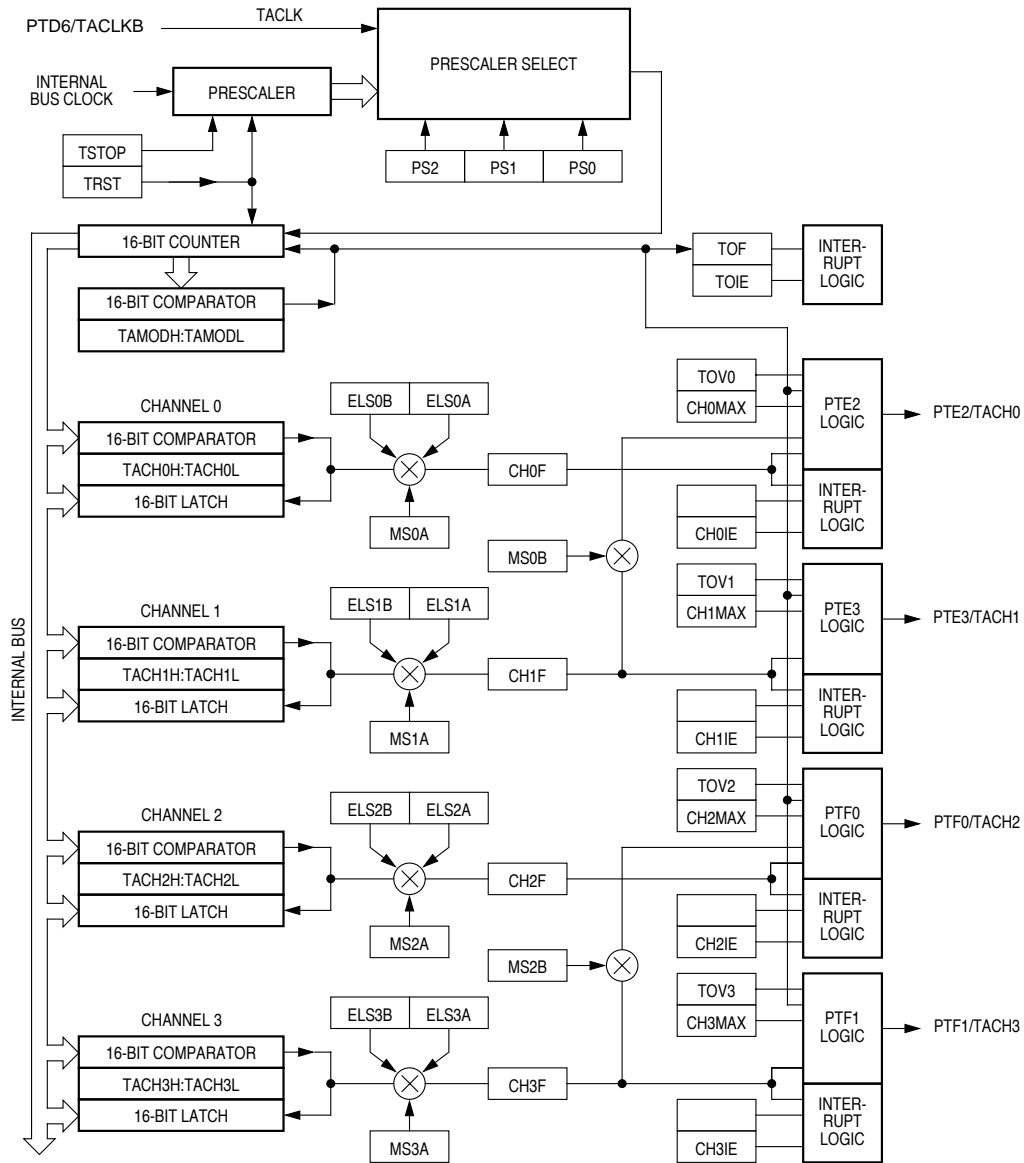 TACLK
PTD6/TACLKB
PRESCALER SELECT
INTERNAL
BUS CLOCK
PRESCALER
TSTOP
TRST
PS2
PS1
PS0
16-BIT COUNTER
TOF
TOIE
INTER-
RUPT
LOGIC
16-BIT COMPARATOR
TAMODH:TAMODL
CHANNEL 0
16-BIT COMPARATOR
TACH0H:TACH0L
16-BIT LATCH
ELS0B
ELS0A
MS0A
CH0F
TOV0
CH0MAX
PTE2
LOGIC
PTE2/TACH0
INTER-
RUPT
LOGIC
CH0IE
MS0B
CHANNEL 1
16-BIT COMPARATOR
TACH1H:TACH1L
16-BIT LATCH
ELS1B
ELS1A
MS1A
CH1F
TOV1
CH1MAX
PTE3
LOGIC
PTE3/TACH1
INTER-
RUPT
LOGIC
CH1IE
INTERNAL BUS
CHANNEL 2
16-BIT COMPARATOR
TACH2H:TACH2L
16-BIT LATCH
ELS2B
ELS2A
MS2A
CH2F
TOV2
CH2MAX
PTF0
LOGIC
PTF0/TACH2
INTER-
RUPT
LOGIC
CH2IE
MS2B
CHANNEL 3
16-BIT COMPARATOR
TACH3H:TACH3L
16-BIT LATCH
ELS3B
ELS3A
MS3A
CH3F
TOV3
CH3MAX
PTF1
LOGIC
PTF1/TACH3
INTER-
RUPT
LOGIC
CH3IE